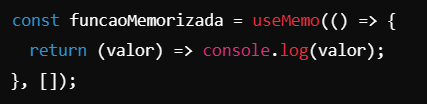 const funcaoMemorizada = useMemo(() => {
  return (valor) => console.log(valor);
}, []);